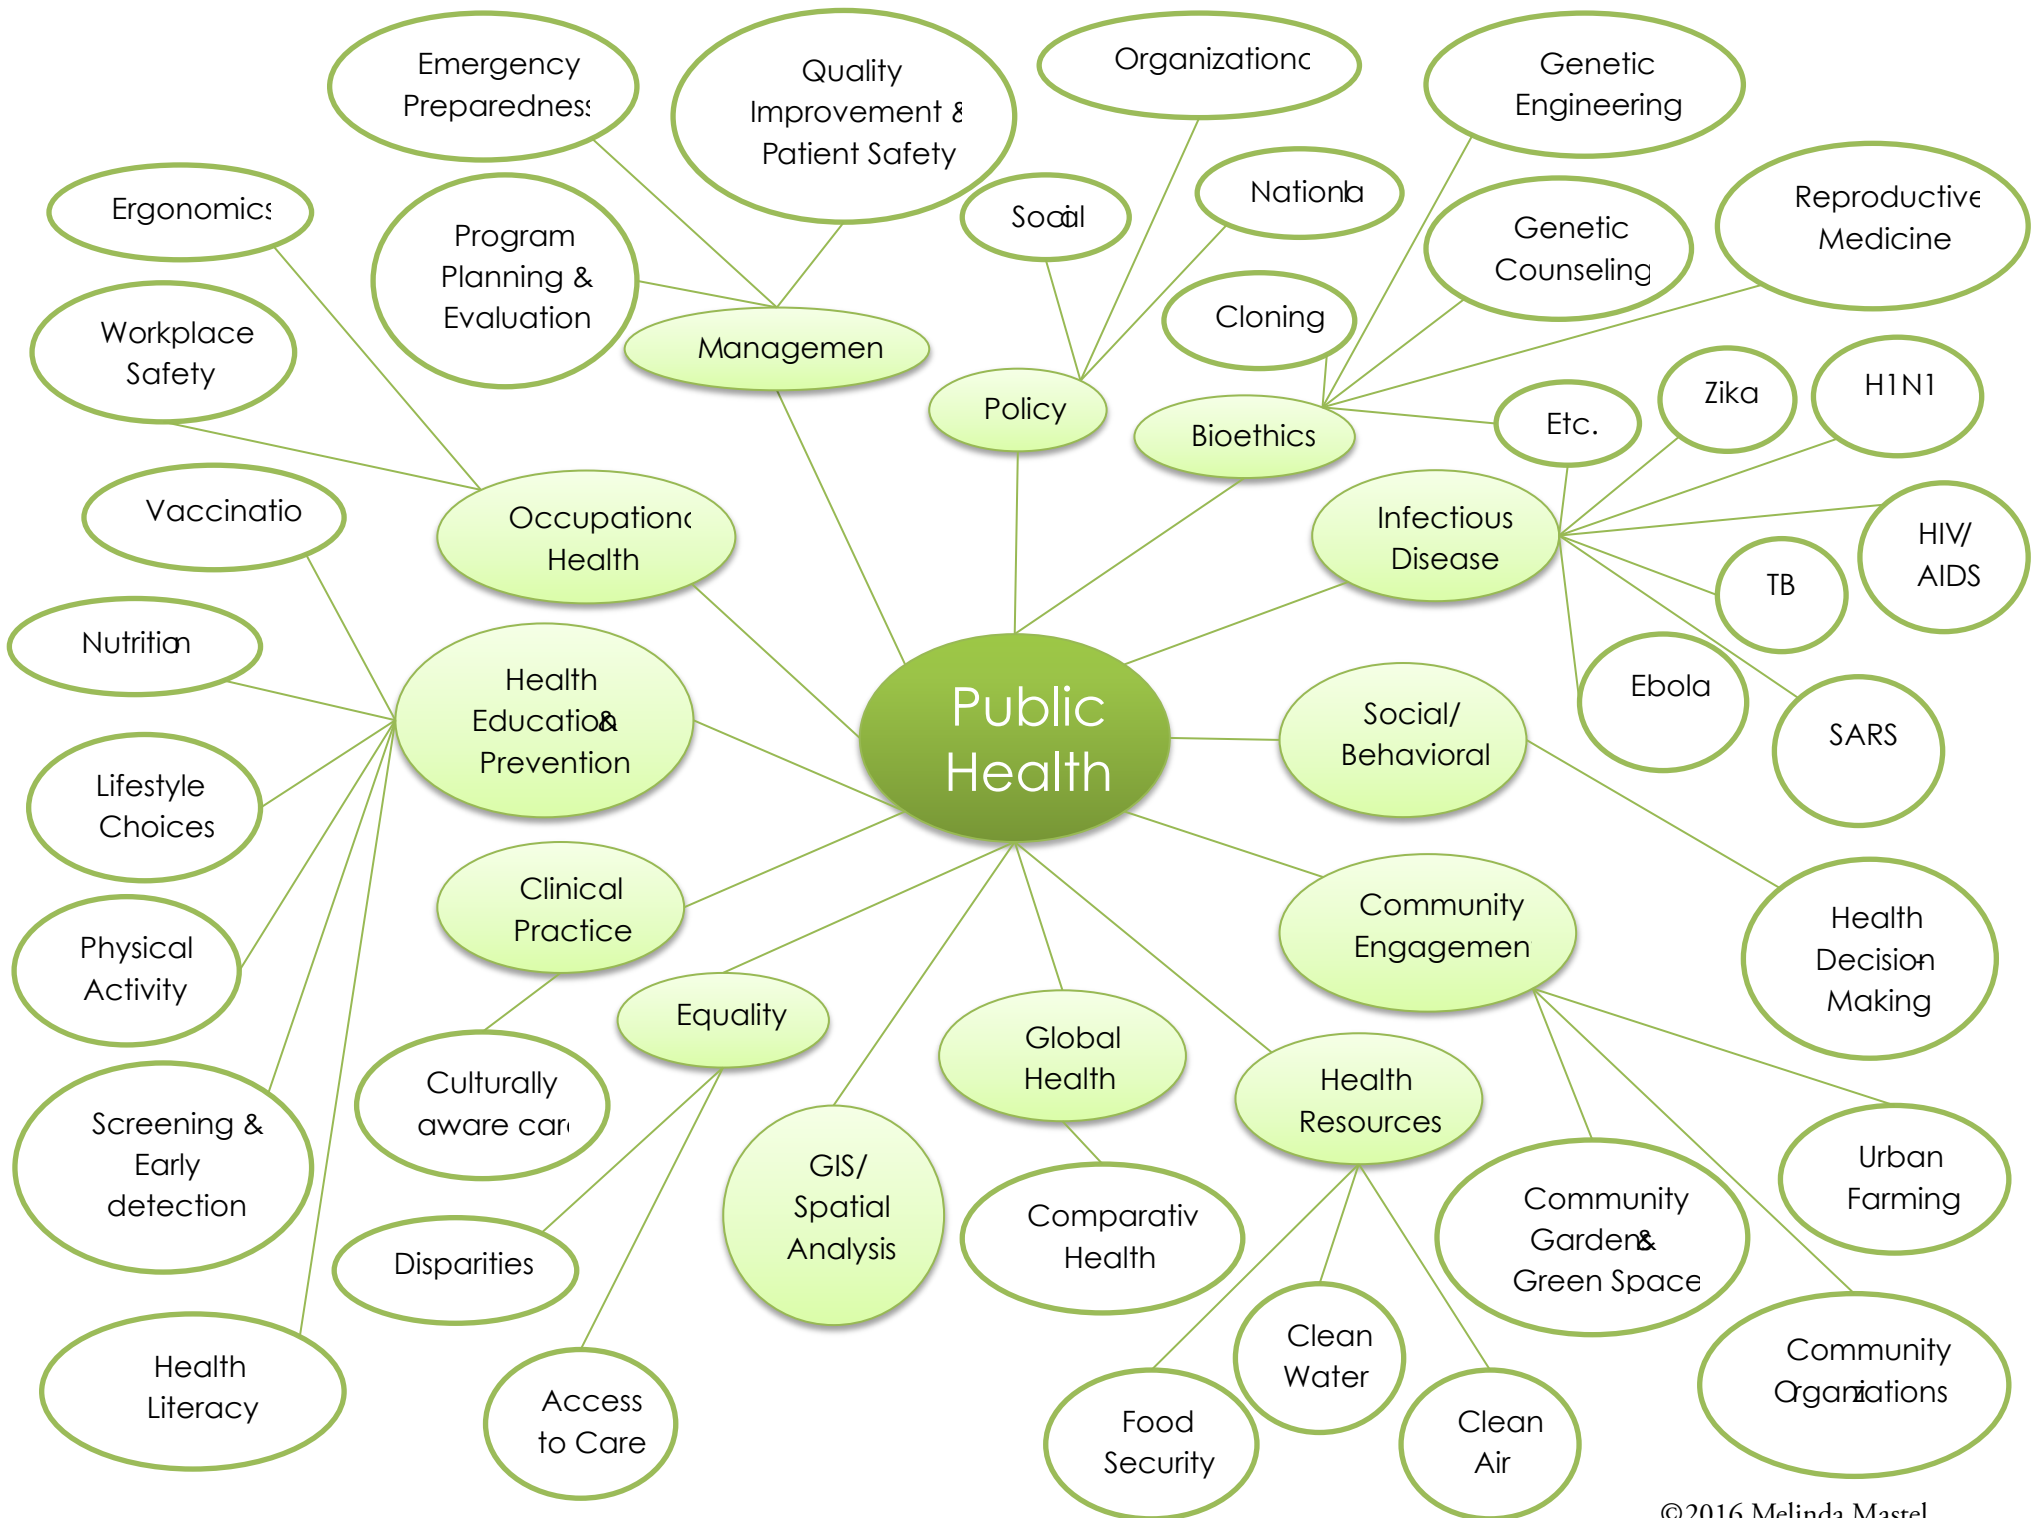 Emergency
Preparedness
Quality
Improvement &
Patient Safety
Organizationa
Genetic
Engineering
Ergonomics
Program
Planning &
Evaluation
Social
National
Genetic
Counseling
Reproductive
Medicine
Workplace
Safety
Managemen
Cloning
Policy
Bioethics
Etc.
Zika
H1N1
Vaccinatio
Occupationa
Health
Infectious
Disease
HIV/
AIDS
TB
Nutrition
Health
Education&
Prevention
Public
Health
Social/
Behavioral
Ebola
SARS
Lifestyle
Choices
Clinical
Practice
Community
Engagemen
Health
Decision-
Making
Physical
Activity
Equality
Global
Health
Health
Resources
Culturally
aware care
Screening &
Early
detection
GIS/
Spatial
Analysis
Comparativ
Health
Community
Garden&
Green Space
Urban
Farming
Disparities
Clean
Water
Health
Literacy
Access
to Care
Food
Security
Clean
Air
Community
Organizations
©2016 Melinda Mastel